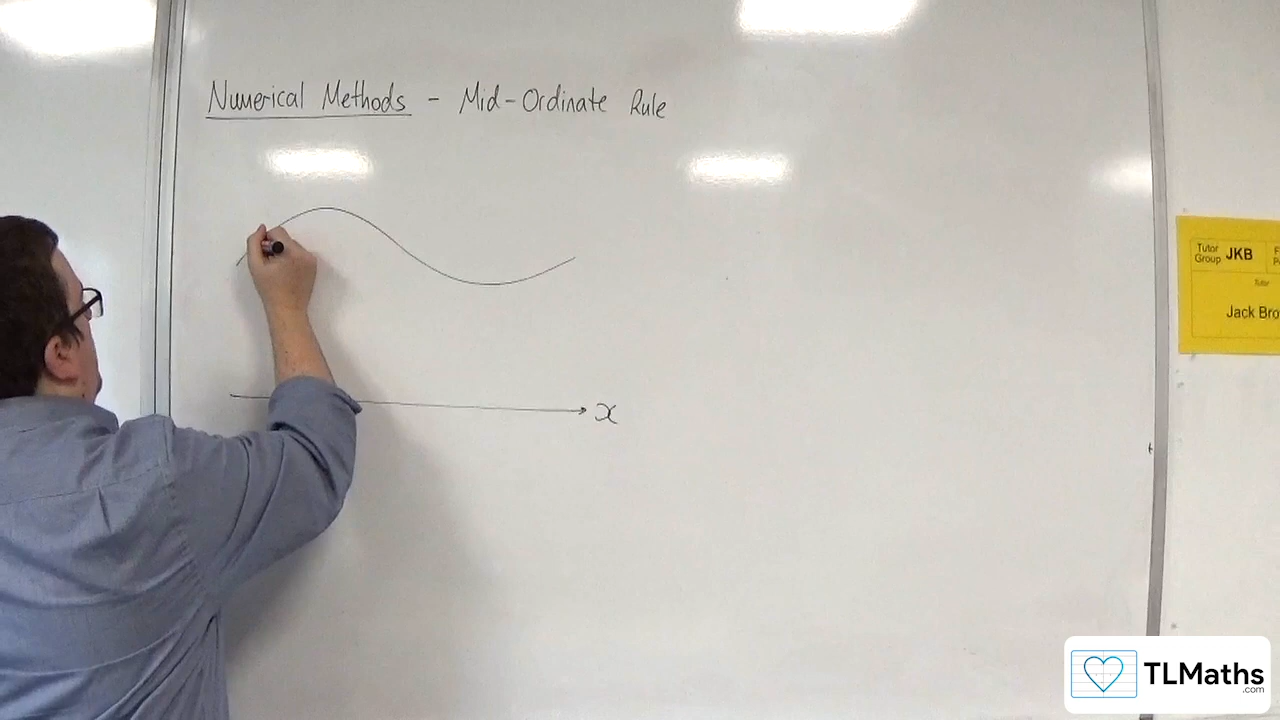 Numerical Methods - Mid-Ordinate Rule
x
Tutor Group JKB
Tutor
Jack Bro
TLMaths
.com